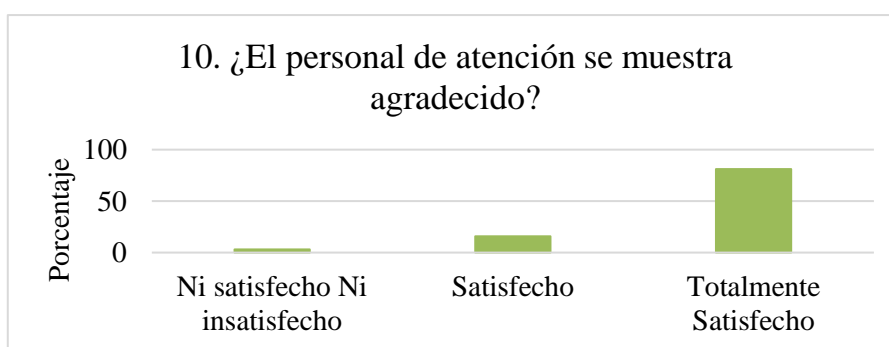 10. ¿El personal de atención se muestra
agradecido?
Porcentaje
100
50
0
Ni satisfecho Ni
insatisfecho
Satisfecho
Totalmente
Satisfecho